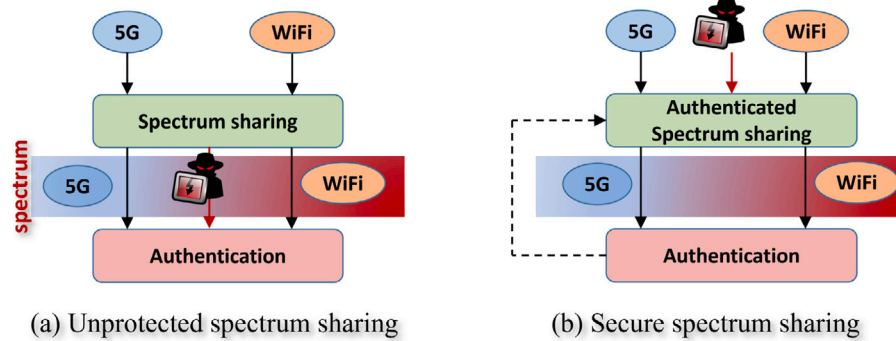 5G
WiFi
Spectrum sharing
spectrum
5G
WiFi
Authentication
(a) Unprotected spectrum sharing
5G
WiFi
Authenticated
Spectrum sharing
5G
WiFi
Authentication
(b) Secure spectrum sharing